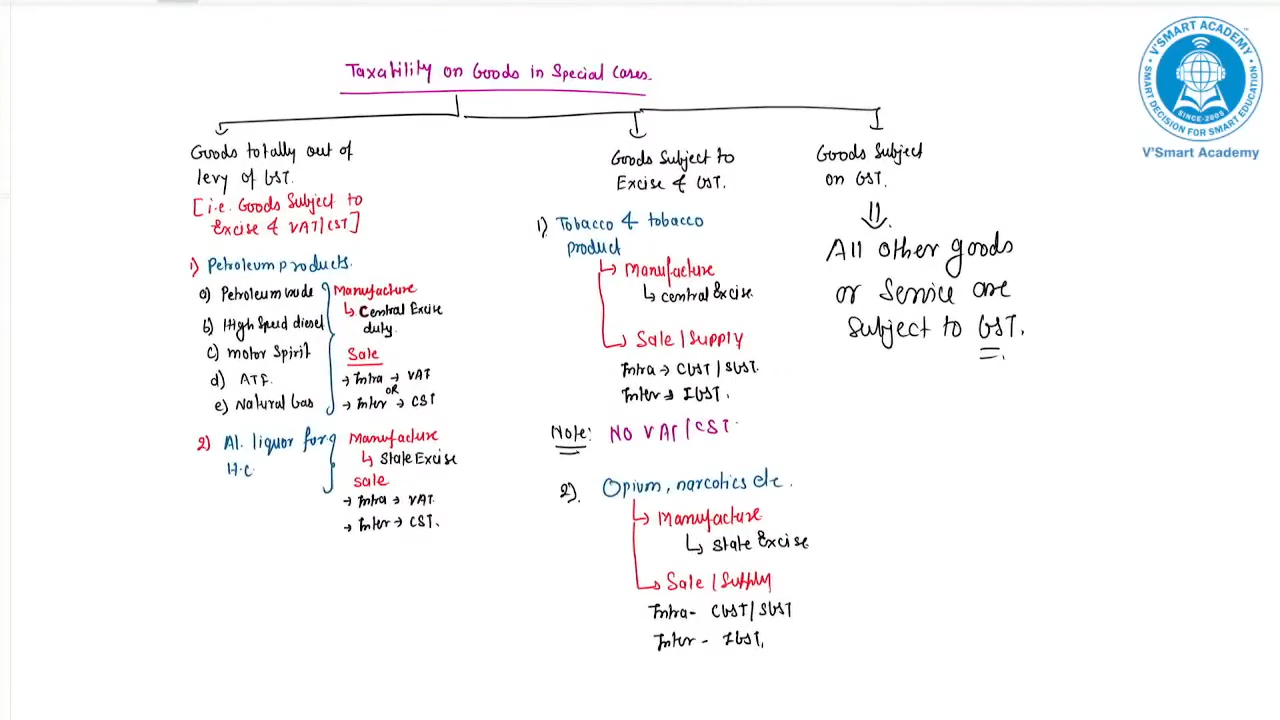 Taxability on Goods in Special Cases.
Goods totally out of
levy of GST.
[i.e. Goods Subject to
Excise & VAT/CST]
1) Petroleum products.
a) Petroleum crude
b) High Speed diesel
c) Motor Spirit
d) ATF.
e) Natural Gas
Manufacture
↳ Central Excise
duty.
Sale
→ Intra → VAT
OR
→ Inter → CST
2) Al. liquor for
H.C
Manufacture
↳ State Excise
Sale
→ Intra → VAT.
→ Inter → CST.
Goods Subject to
Excise & GST.
1) Tobacco & tobacco
product
↳ Manufacture
↳ Central Excise.
↳ Sale / Supply
Intra → CGST / SGST.
Inter → IGST.
Note: NO VAT / CST.
2). Opium, narcotics etc.
↳ Manufacture
↳ State Excise
↳ Sale / Supply
Intra - CGST / SGST
Inter - IGST.
Goods Subject
on GST.
⇓
All other goods
or Service are
Subject to GST.
V'SMART ACADEMY
SINCE-2005
SMART DECISION FOR SMART EDUCATION
V'Smart Academy